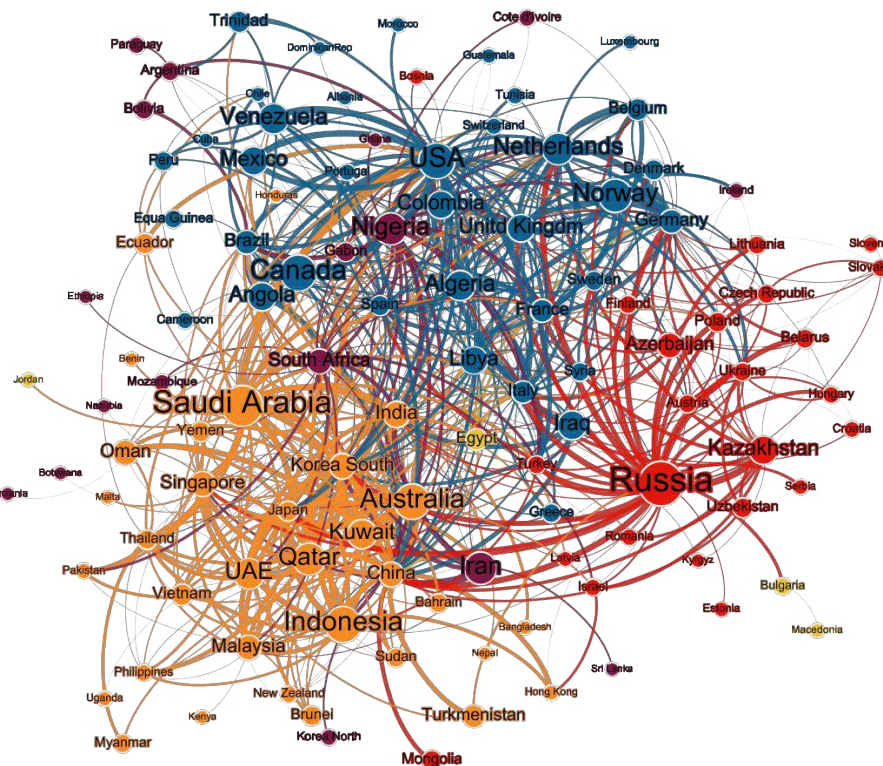 Cote d'Ivoire
Trinidad
Morocco
Paraguay
Luxembourg
DominicanRep
Guatemala
Argentina
Bosnia
Chile
Albania
Tunisia
Bolivia
Venezuela
Belgium
Switzerland
Cuba
Ghana
Netherlands
Peru
Mexico
USA
Portugal
Denmark
Norway
Ireland
Honduras
Colombia
Equa Guinea
Nigeria
Unitd Kingdm
Germany
Ecuador
Brazil
Gabon
Lithuania
Sloven
Canada
Slovak
Algeria
Sweden
Czech Republic
Ethiopia
Angola
Spain
France
Finland
Cameroon
Poland
Azerbaijan
Belarus
Benin
South Africa
Libya
Syria
Ukraine
Jordan
Mozambique
Italy
Austria
Hungary
Saudi Arabia
Namibia
India
Iraq
Croatia
Yemen
Egypt
Oman
Kazakhstan
Korea South
Turkey
Botswana
Singapore
Russia
Serbia
anzania
Malta
Australia
Japan
Greece
Uzbekistan
Kuwait
Thailand
Romania
Qatar
Latvia
Kyrgyz
Pakistan
UAE
China
Iran
Israel
Bulgaria
Vietnam
Bahrain
Estonia
Indonesia
Bangladesh
Macedonia
Malaysia
Sudan
Nepal
Philippines
Sri Lanka
Uganda
New Zealand
Hong Kong
Kenya
Brunei
Turkmenistan
Myanmar
Korea North
Mongolia